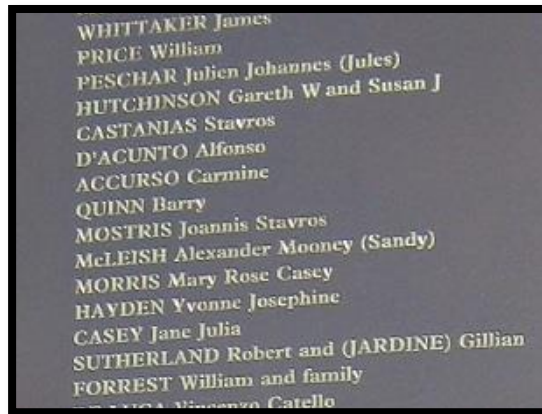 WHITTAKER James
PRICE William
PESCHAR Julien Johannes (Jules)
HUTCHINSON Gareth W and Susan J
CASTANIAS Stavros
D'ACUNTO Alfonso
ACCURSO Carmine
QUINN Barry
MOSTRIS Joannis Stavros
McLEISH Alexander Mooney (Sandy)
MORRIS Mary Rose Casey
HAYDEN Yvonne Josephine
CASEY Jane Julia
SUTHERLAND Robert and (JARDINE) Gillian
FORREST William and family
Vincenzo Catello